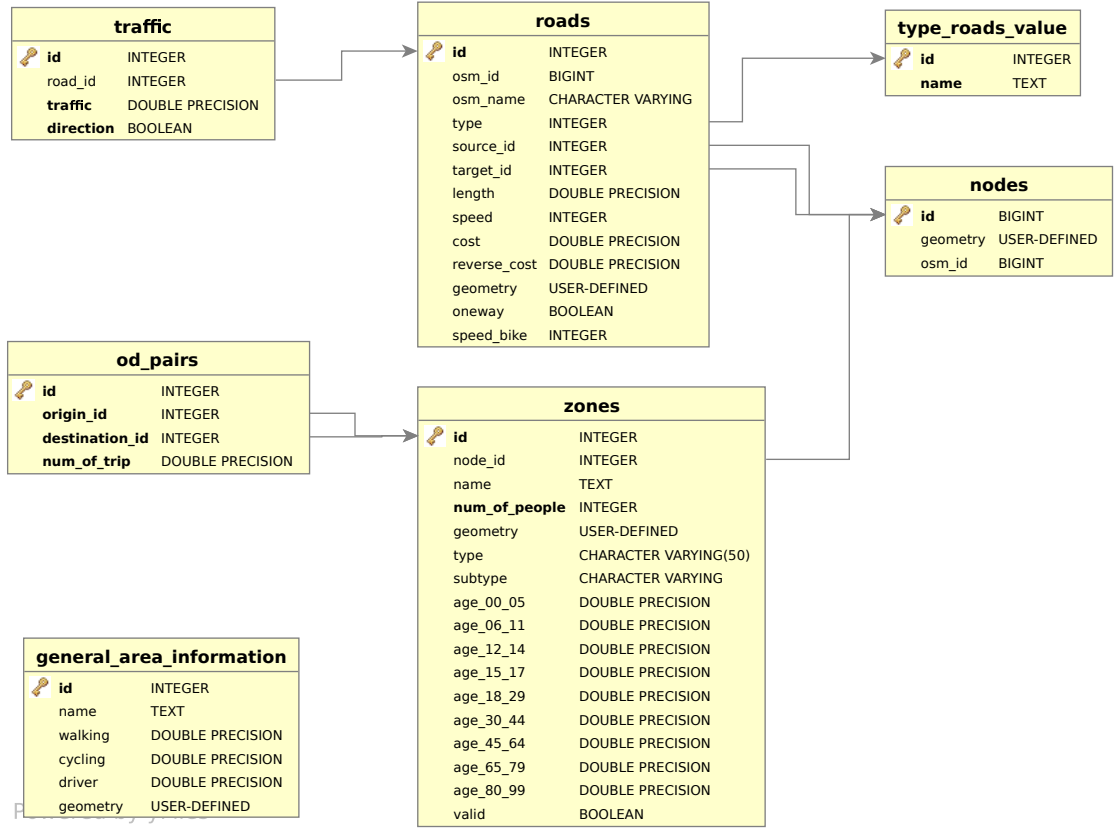 traffic
id INTEGER
road_id INTEGER
traffic DOUBLE PRECISION
direction BOOLEAN
roads
id INTEGER
osm_id BIGINT
osm_name CHARACTER VARYING
type INTEGER
source_id INTEGER
target_id INTEGER
length DOUBLE PRECISION
speed INTEGER
cost DOUBLE PRECISION
reverse_cost DOUBLE PRECISION
geometry USER-DEFINED
oneway BOOLEAN
speed_bike INTEGER
type_roads_value
id INTEGER
name TEXT
nodes
id BIGINT
geometry USER-DEFINED
osm_id BIGINT
od_pairs
id INTEGER
origin_id INTEGER
destination_id INTEGER
num_of_trip DOUBLE PRECISION
zones
id INTEGER
node_id INTEGER
name TEXT
num_of_people INTEGER
geometry USER-DEFINED
type CHARACTER VARYING(50)
subtype CHARACTER VARYING
age_00_05 DOUBLE PRECISION
age_06_11 DOUBLE PRECISION
age_12_14 DOUBLE PRECISION
age_15_17 DOUBLE PRECISION
age_18_29 DOUBLE PRECISION
age_30_44 DOUBLE PRECISION
age_45_64 DOUBLE PRECISION
age_65_79 DOUBLE PRECISION
age_80_99 DOUBLE PRECISION
valid BOOLEAN
general_area_information
id INTEGER
name TEXT
walking DOUBLE PRECISION
cycling DOUBLE PRECISION
driver DOUBLE PRECISION
geometry USER-DEFINED